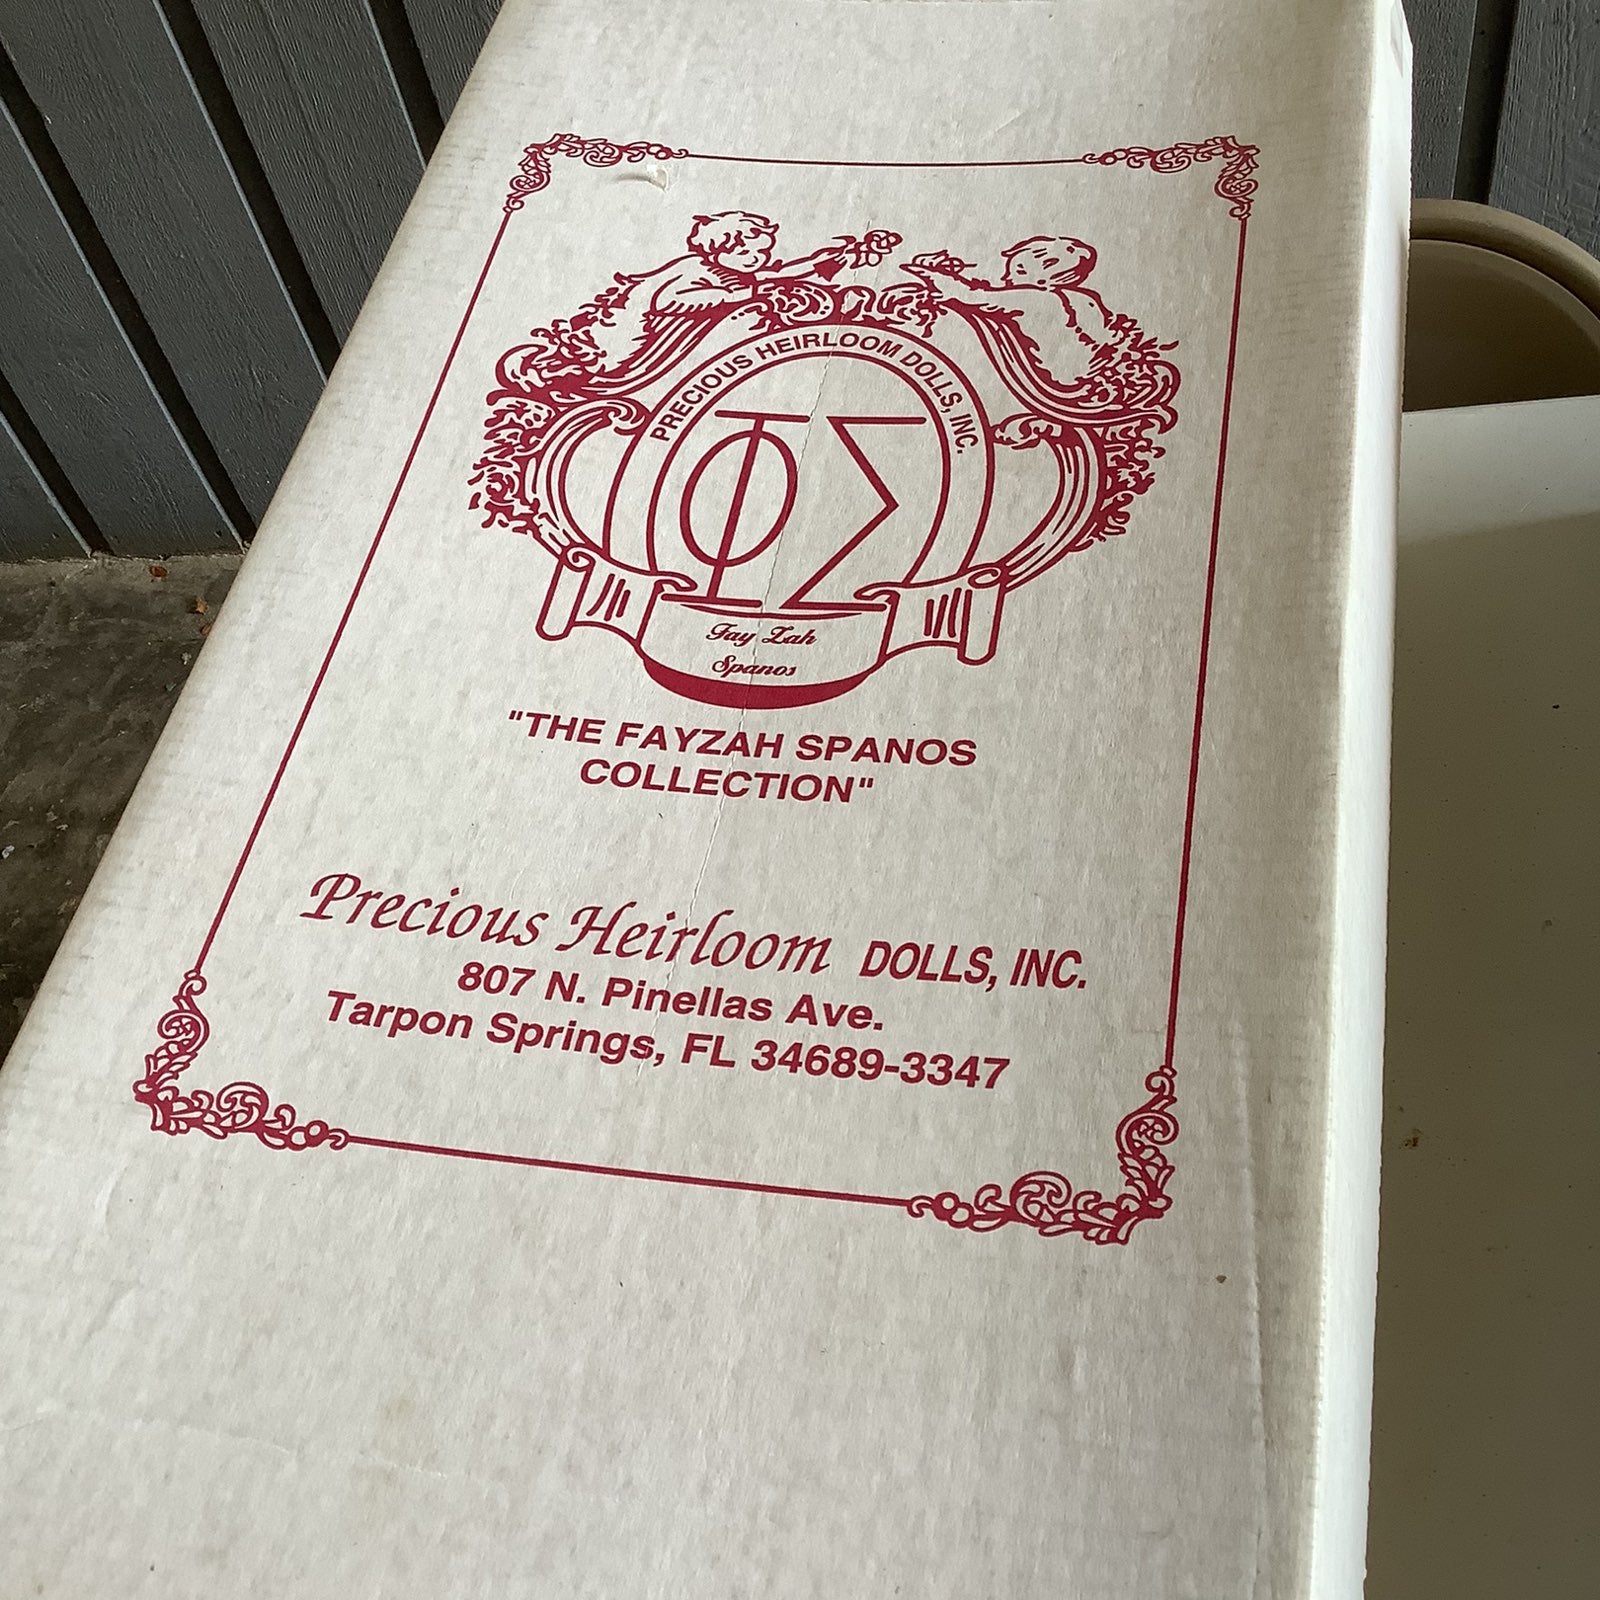 PRECIOUS HEIRLOOM DOLLS, INC.
ΦΣ
Fay Zah
Spanos
"THE FAYZAH SPANOS
COLLECTION"
Precious Heirloom DOLLS, INC.
807 N. Pinellas Ave.
Tarpon Springs, FL 34689-3347